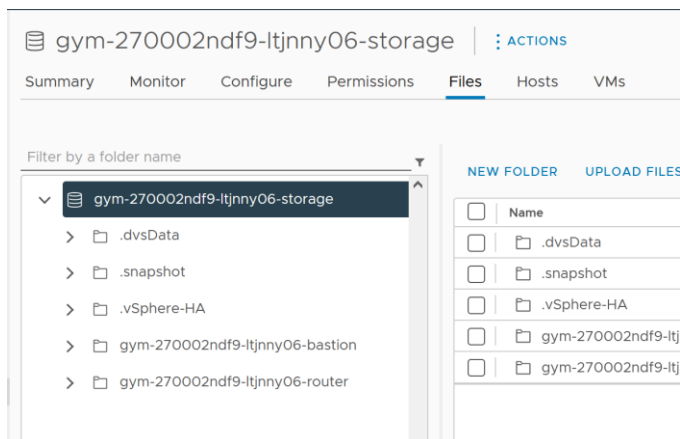 gym-270002ndf9-ltjnny06-storage ACTIONS
Summary Monitor Configure Permissions Files Hosts VMs
Filter by a folder name
NEW FOLDER UPLOAD FILES
gym-270002ndf9-ltjnny06-storage
Name
.dvsData
.dvsData
.snapshot
.snapshot
.vSphere-HA
.vSphere-HA
gym-270002ndf9-ltjnny06-bastion
gym-270002ndf9-ltj
gym-270002ndf9-ltjnny06-router
gym-270002ndf9-ltj